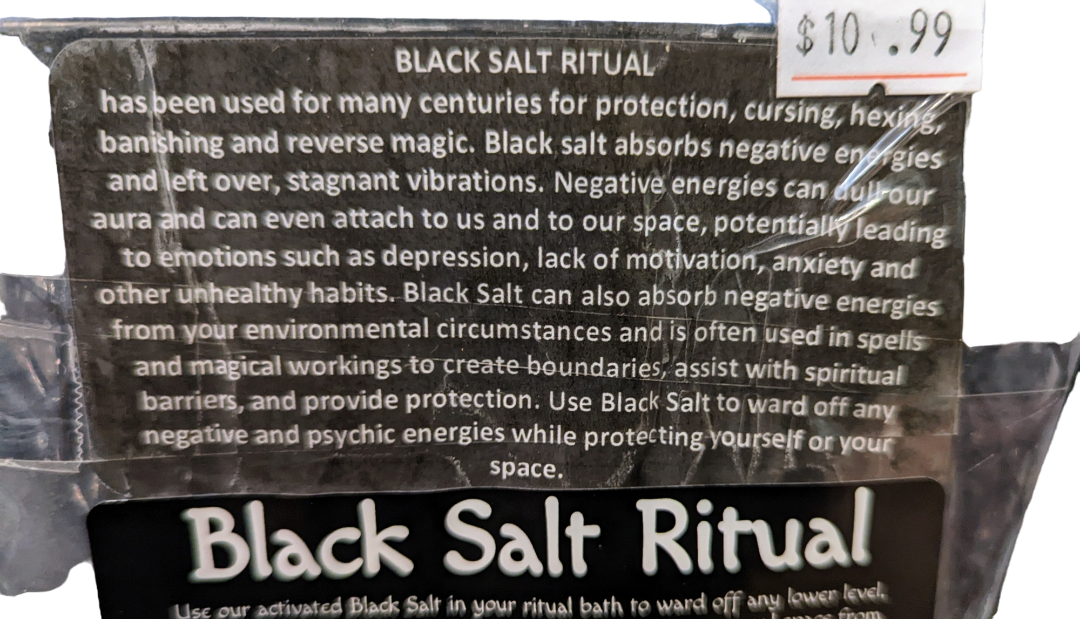 $10.99
BLACK SALT RITUAL
has been used for many centuries for protection, cursing, hexing,
banishing and reverse magic. Black salt absorbs negative energies
and left over, stagnant vibrations. Negative energies can dull our
aura and can even attach to us and to our space, potentially leading
to emotions such as depression, lack of motivation, anxiety and
other unhealthy habits. Black Salt can also absorb negative energies
from your environmental circumstances and is often used in spells
and magical workings to create boundaries, assist with spiritual
barriers, and provide protection. Use Black Salt to ward off any
negative and psychic energies while protecting yourself or your
space.
Black Salt Ritual
Use our activated Black Salt in your ritual bath to ward off any lower level,
from